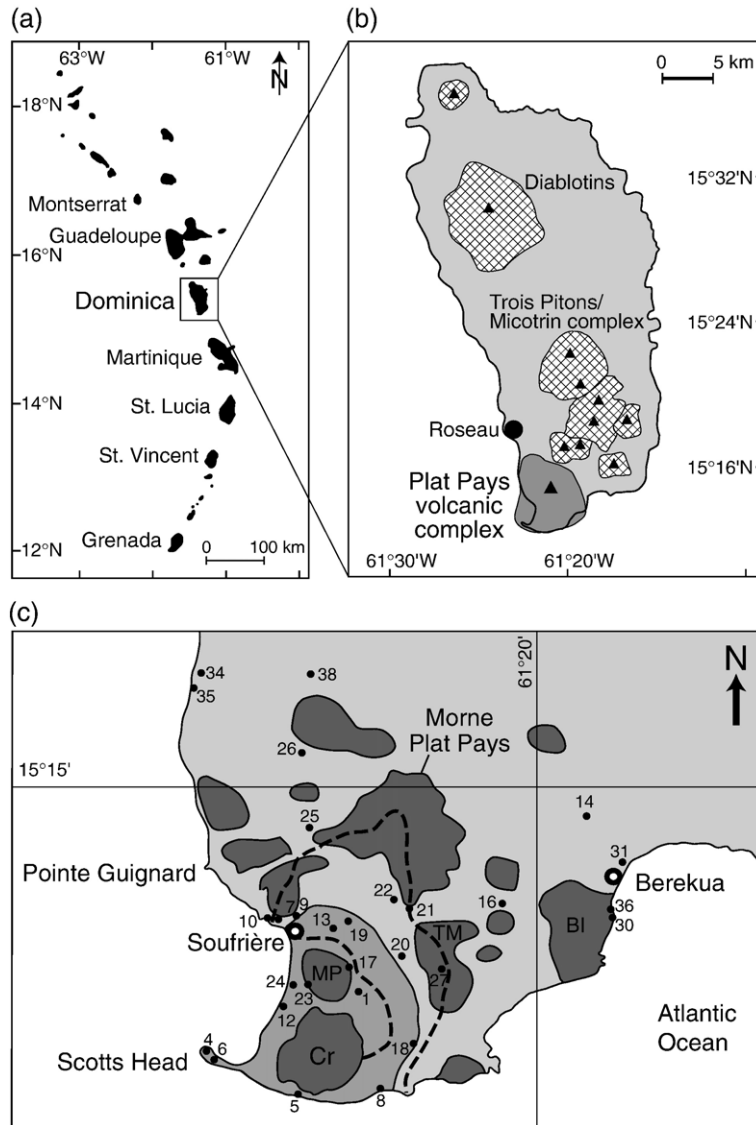 (a)
63°W
61°W
N
18°N
Montserrat
Guadeloupe
16°N
Dominica
Martinique
14°N
St. Lucia
St. Vincent
Grenada
12°N
0 100 km
(b)
0 5 km
15°32'N
Diablotins
Trois Pitons/
Micotrin complex
15°24'N
Roseau
15°16'N
Plat Pays
volcanic
complex
61°30'W
61°20'W
(c)
61°20'
N
34
38
35
Morne
Plat Pays
26
15°15'
14
25
31
Pointe Guignard
Berekua
22
16
36
10
7
9
21
BI
30
13
19
TM
Soufrière
20
17
MP
27
24
23
1
Atlantic
Ocean
12
4
18
Scotts Head
6
Cr
5
8